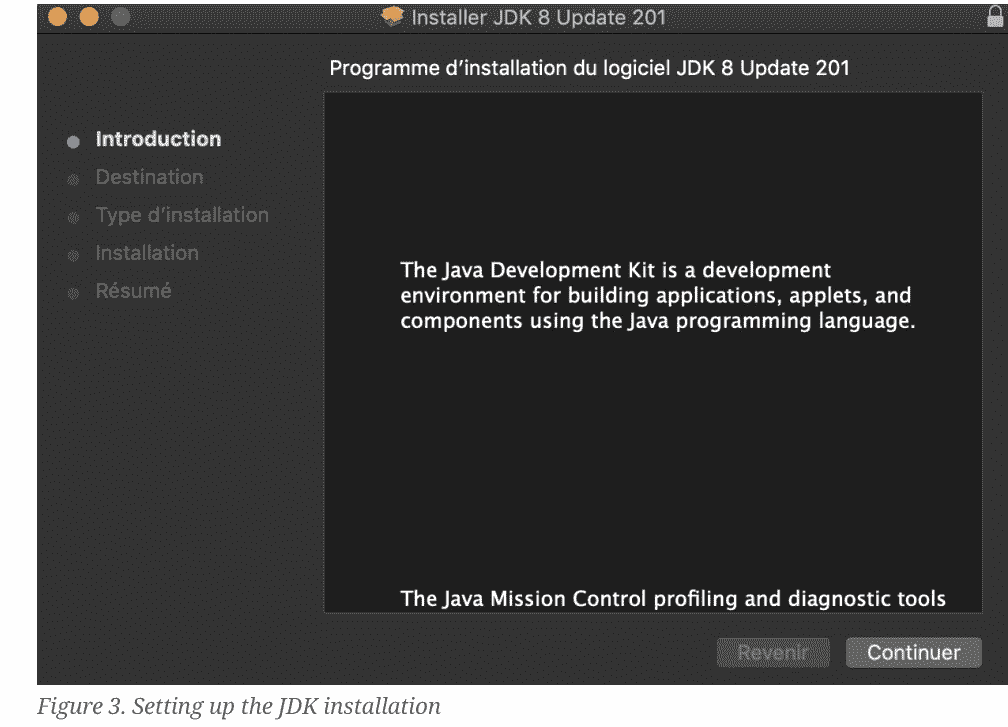 Installer JDK 8 Update 201
Programme d’installation du logiciel JDK 8 Update 201
Introduction
Destination
Type d’installation
Installation
Résumé
The Java Development Kit is a development
environment for building applications, applets, and
components using the Java programming language.
The Java Mission Control profiling and diagnostic tools
Revenir
Continuer
Figure 3. Setting up the JDK installation